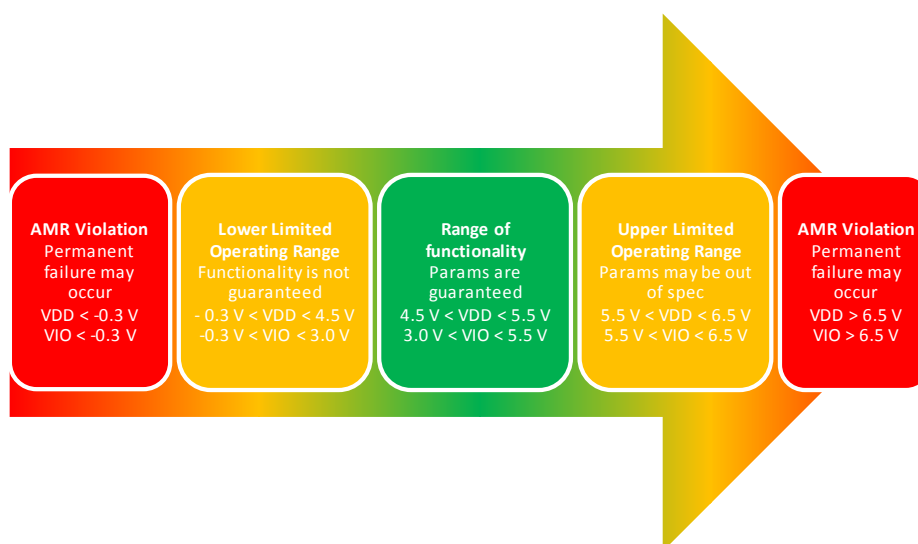 AMR Violation
Permanent
failure may
occur
VDD < -0.3 V
VIO < -0.3 V
Lower Limited
Operating Range
Functionality is not
guaranteed
- 0.3 V < VDD < 4.5 V
-0.3 V < VIO < 3.0 V
Range of
functionality
Params are
guaranteed
4.5 V < VDD < 5.5 V
3.0 V < VIO < 5.5 V
Upper Limited
Operating Range
Params may be out
of spec
5.5 V < VDD < 6.5 V
5.5 V < VIO < 6.5 V
AMR Violation
Permanent
failure may
occur
VDD > 6.5 V
VIO > 6.5 V